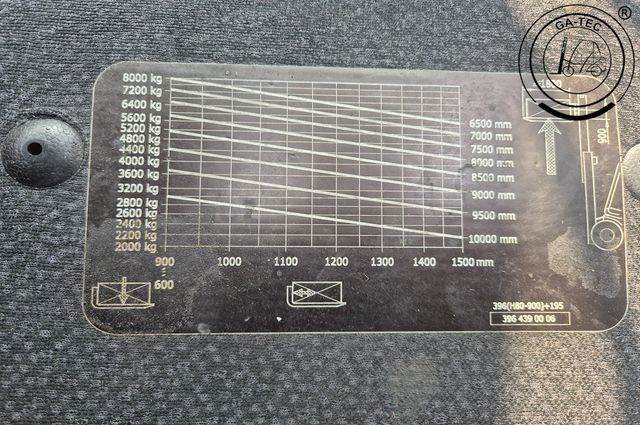 GA-TEC
®
8000 kg
7200 kg
6400 kg
5600 kg
5200 kg
4800 kg
4400 kg
4000 kg
3600 kg
3200 kg
2800 kg
2600 kg
2400 kg
2200 kg
2000 kg
6500 mm
7000 mm
7500 mm
8000 mm
8500 mm
9000 mm
9500 mm
10000 mm
900
900 1000 1100 1200 1300 1400 1500 mm
600
396(H80-900)+195
396 439 00 06